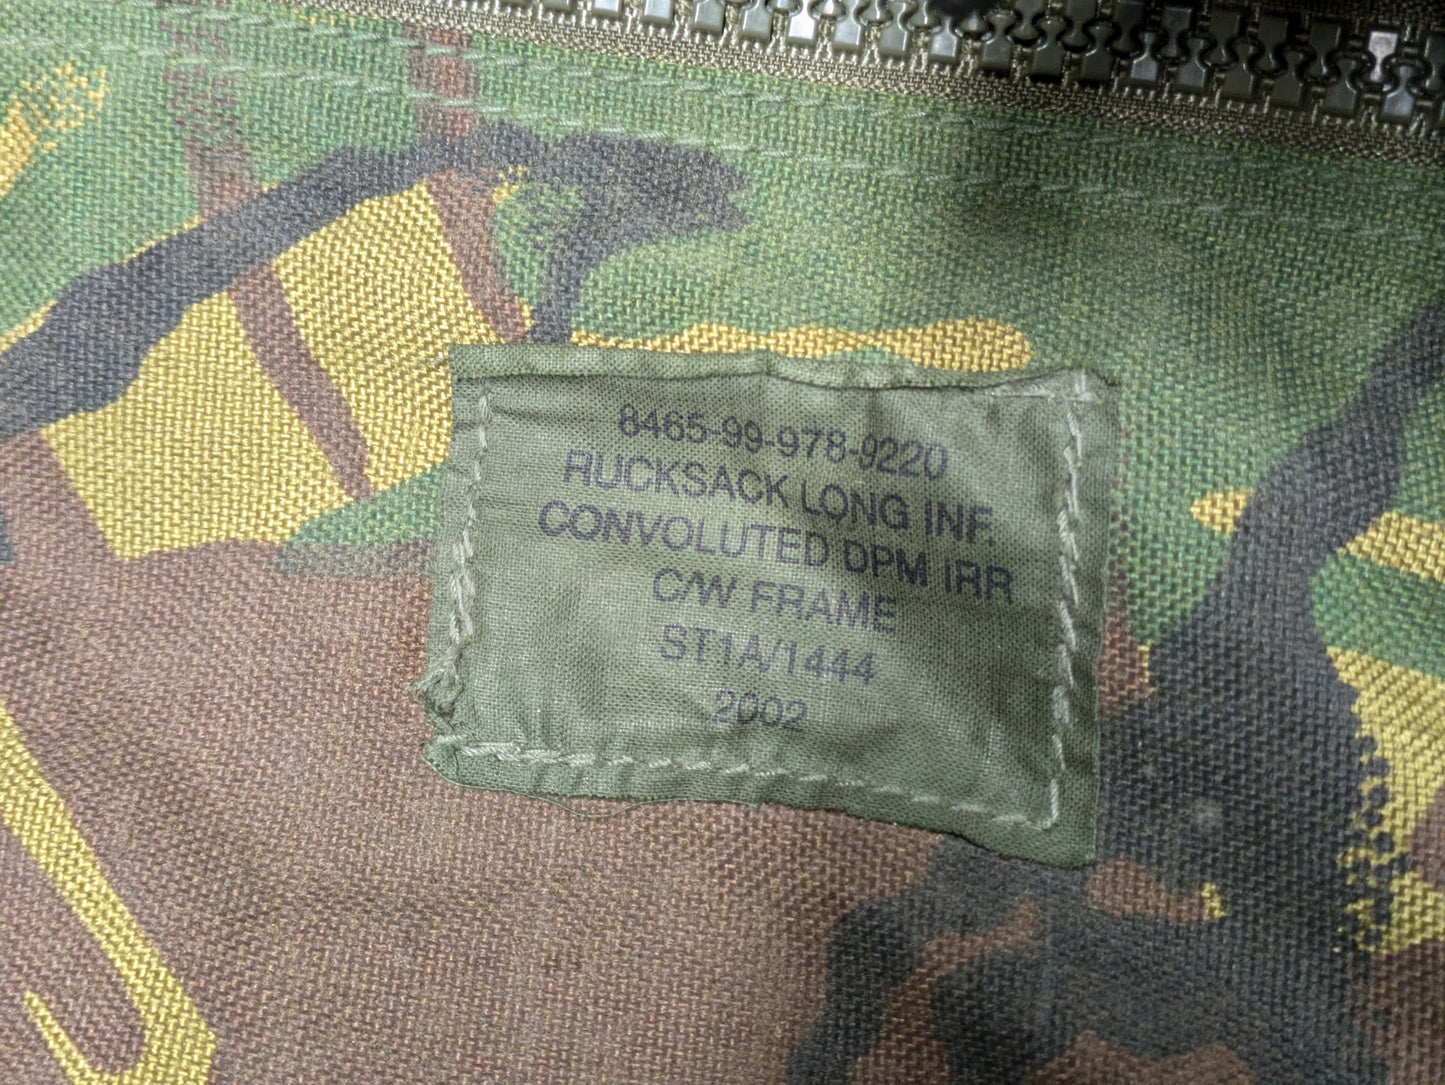 8465-99-978-9220
RUCKSACK LONG INF.
CONVOLUTED DPM IRR
C/W FRAME
ST1A/1444
2002